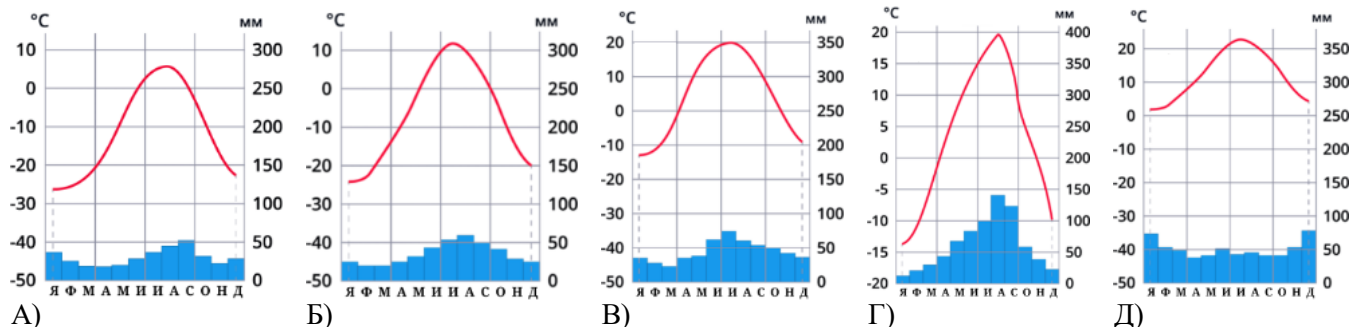 °C мм °C мм °C мм °C мм °C мм
10 300 10 300 20 350 20 400 20 350
0 250 0 250 10 300 15 350 10 300
-10 200 -10 200 0 250 10 300 0 250
-20 150 -20 150 -10 200 5 250 -10 200
-30 100 -30 100 -20 150 0 200 -20 150
-40 50 -40 50 -30 100 -5 150 -30 100
-50 0 -50 0 -40 50 -10 100 -40 50
-50 0 -15 50 -50 0
-20 0
Я Ф М А М И И А С О Н Д Я Ф М А М И И А С О Н Д Я Ф М А М И И А С О Н Д Я Ф М А М И И А С О Н Д Я Ф М А М И И А С О Н Д
А) Б) В) Г) Д)